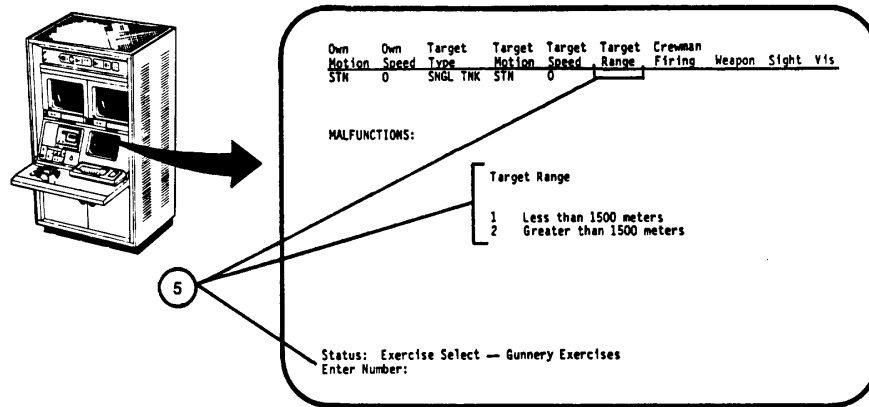 Own Own Target Target Target Target Crewman
Motion Speed Type Motion Speed Range Firing Weapon Sight Vis
STN 0 SNGL TNK STN 0
MALFUNCTIONS:
Target Range
1 Less than 1500 meters
2 Greater than 1500 meters
5
Status: Exercise Select — Gunnery Exercises
Enter Number: